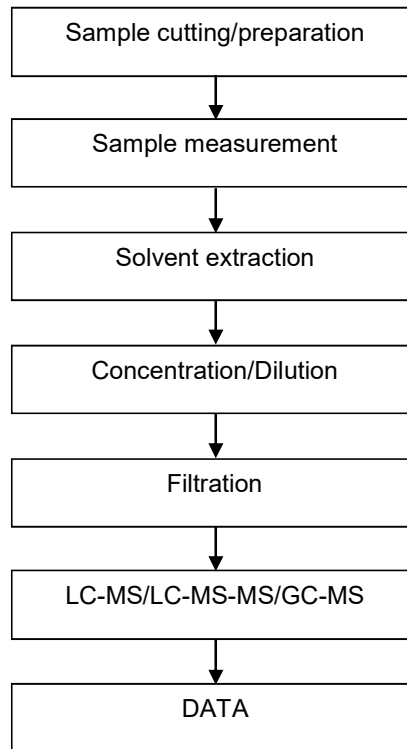 Sample cutting/preparation
Sample measurement
Solvent extraction
Concentration/Dilution
Filtration
LC-MS/LC-MS-MS/GC-MS
DATA